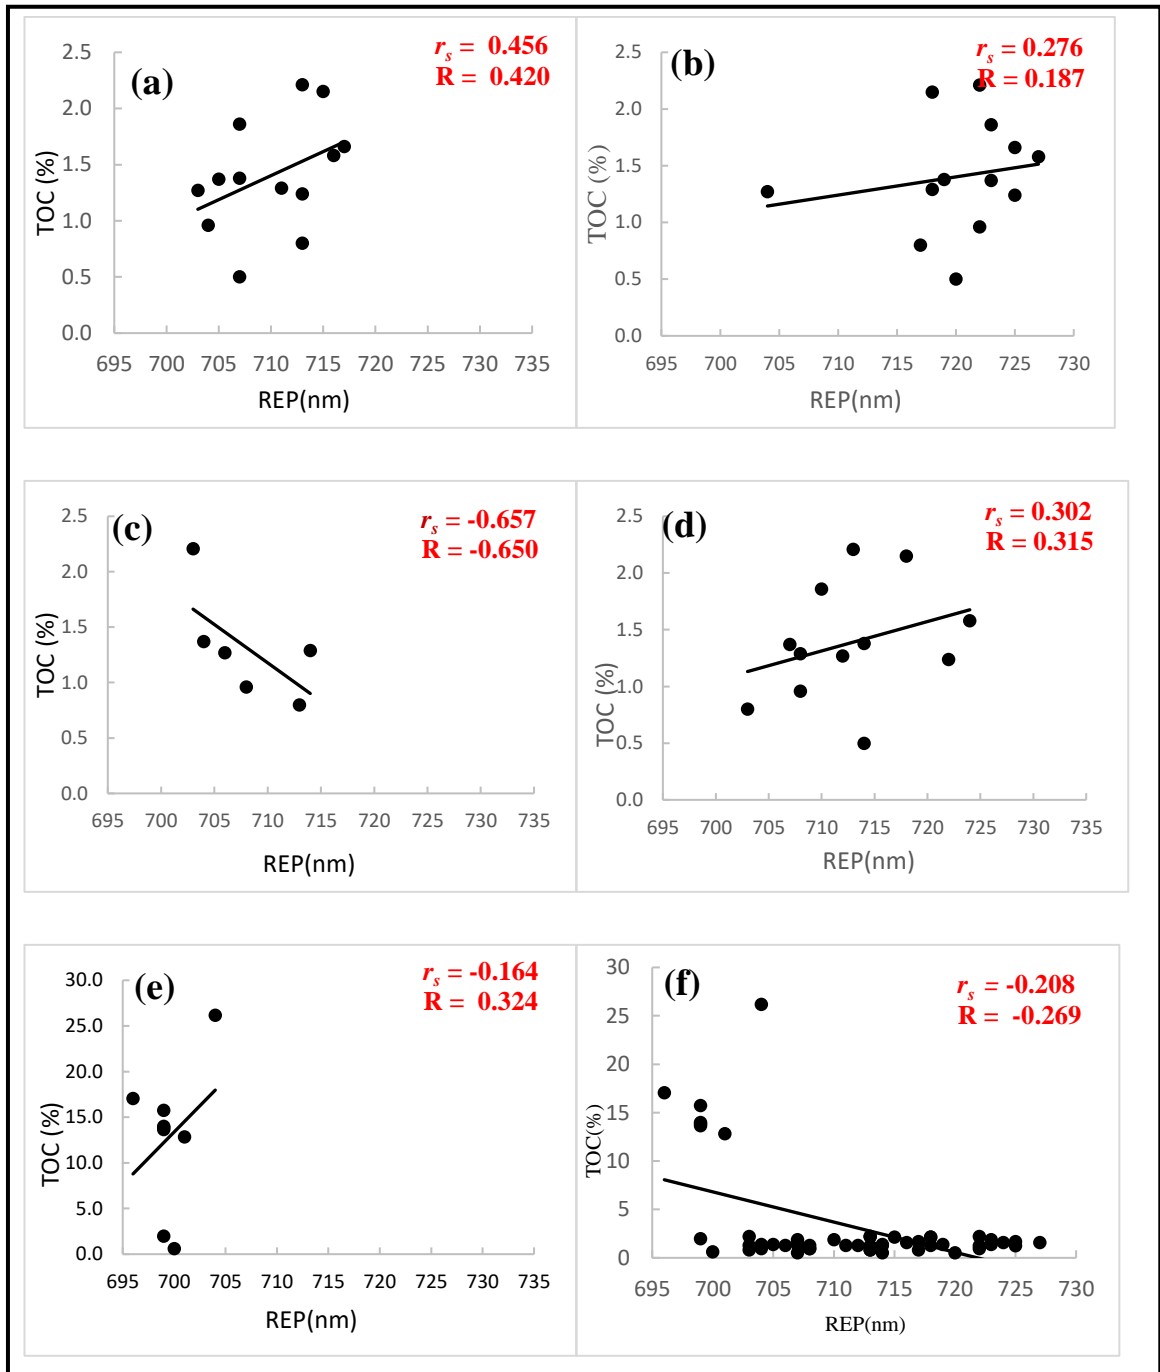 (a)
r_s = 0.456
R = 0.420
TOC (%)
2.5
2.0
1.5
1.0
0.5
0.0
695 700 705 710 715 720 725 730 735
REP(nm)
(b)
r_s = 0.276
R = 0.187
TOC (%)
2.5
2.0
1.5
1.0
0.5
0.0
695 700 705 710 715 720 725 730
REP(nm)
(c)
r_s = -0.657
R = -0.650
TOC (%)
2.5
2.0
1.5
1.0
0.5
0.0
695 700 705 710 715 720 725 730 735
REP(nm)
(d)
r_s = 0.302
R = 0.315
TOC (%)
2.5
2.0
1.5
1.0
0.5
0.0
695 700 705 710 715 720 725 730 735
REP(nm)
(e)
r_s = -0.164
R = 0.324
TOC (%)
30.0
25.0
20.0
15.0
10.0
5.0
0.0
695 700 705 710 715 720 725 730 735
REP(nm)
(f)
r_s = -0.208
R = -0.269
TOC(%)
30
25
20
15
10
5
0
695 700 705 710 715 720 725 730
REP(nm)